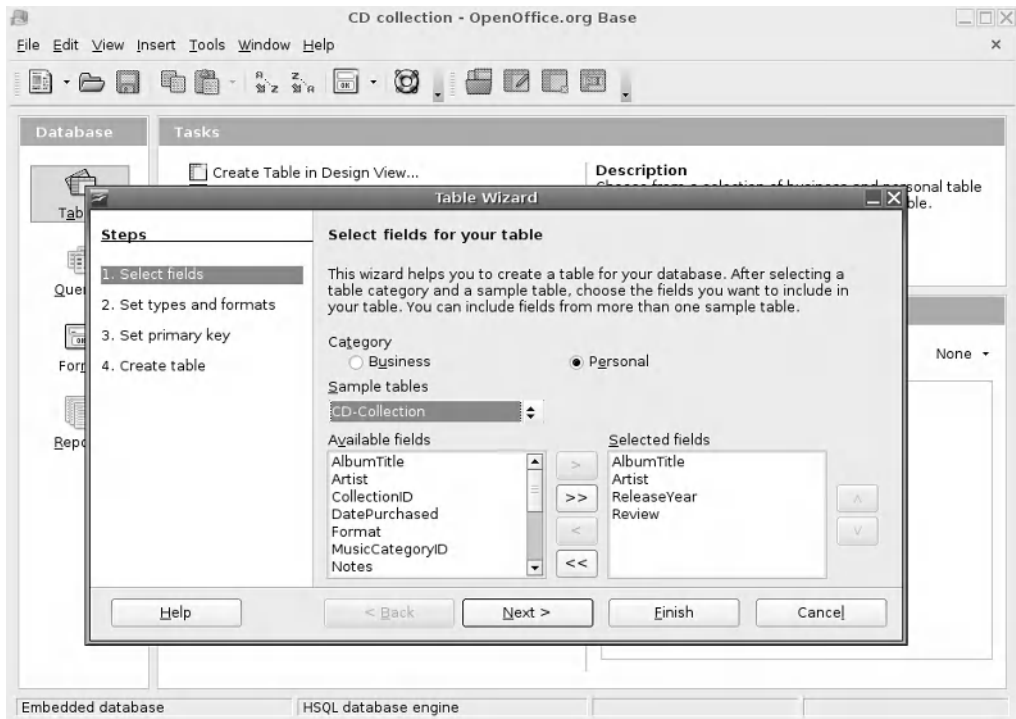 CD collection - OpenOffice.org Base
File Edit View Insert Tools Window Help
Database
Tasks
Create Table in Design View...
Description
personal table
Table Wizard
Steps
1. Select fields
2. Set types and formats
3. Set primary key
4. Create table
Select fields for your table
This wizard helps you to create a table for your database. After selecting a
table category and a sample table, choose the fields you want to include in
your table. You can include fields from more than one sample table.
Category
Business
Personal
Sample tables
CD-Collection
Available fields
AlbumTitle
Artist
CollectionID
DatePurchased
Format
MusicCategoryID
Notes
>
>>
<
<<
Selected fields
AlbumTitle
Artist
ReleaseYear
Review
None
Help
< Back
Next >
Finish
Cancel
Embedded database
HSQL database engine